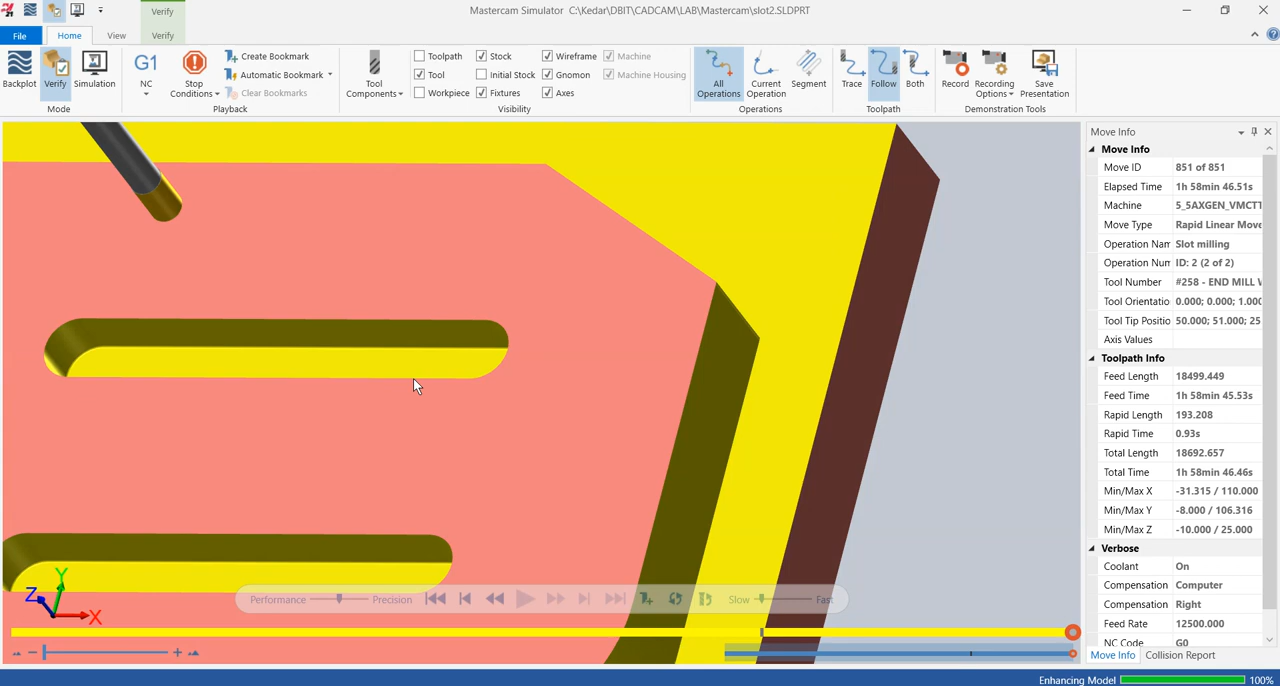 Verify
Mastercam Simulator C:\Kedar\DBIT\CADCAM\LAB\Mastercam\slot2.SLDPRT
File
Home
View
Verify
Backplot
Verify
Simulation
Mode
G1
NC
Stop
Conditions
Create Bookmark
Automatic Bookmark
Clear Bookmarks
Playback
Tool
Components
Toolpath
Tool
Workpiece
Stock
Initial Stock
Fixtures
Wireframe
Gnomon
Axes
Machine
Machine Housing
Visibility
All
Operations
Current
Operation
Segment
Operations
Trace
Follow
Both
Toolpath
Record
Recording
Options
Save
Presentation
Demonstration Tools
Move Info
Move Info
Move ID 851 of 851
Elapsed Time 1h 58min 46.51s
Machine 5_5AXGEN_VMCT
Move Type Rapid Linear Move
Operation Nam Slot milling
Operation Num ID: 2 (2 of 2)
Tool Number #258 - END MILL
Tool Orientatio 0.000; 0.000; 1.000
Tool Tip Positio 50.000; 51.000; 25
Axis Values
Toolpath Info
Feed Length 18499.449
Feed Time 1h 58min 45.53s
Rapid Length 193.208
Rapid Time 0.93s
Total Length 18692.657
Total Time 1h 58min 46.46s
Min/Max X -31.315 / 110.000
Min/Max Y -8.000 / 106.316
Min/Max Z -10.000 / 25.000
Verbose
Coolant On
Compensation Computer
Compensation Right
Feed Rate 12500.000
NC Code G0
Move Info Collision Report
Y
Z
X
Performance Precision
Slow Fast
Enhancing Model 100%